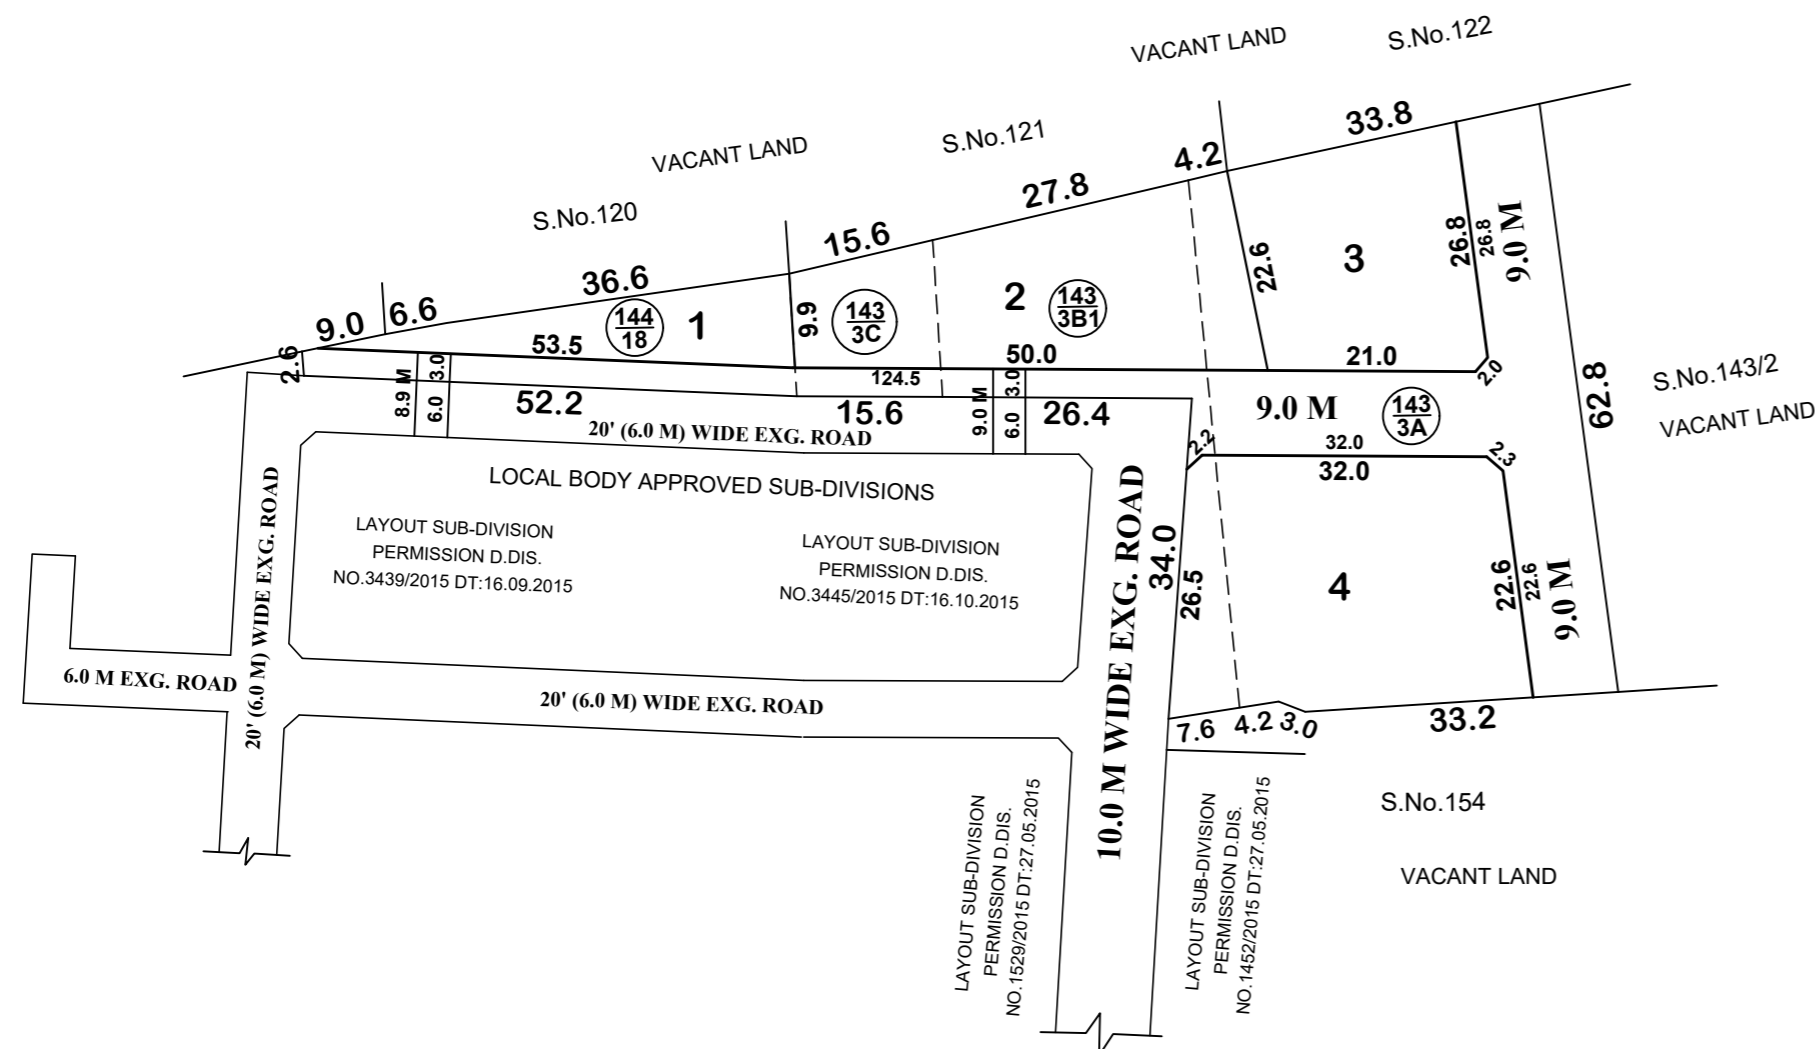 VACANT LAND
S.No.122
33.8
VACANT LAND
S.No.121
4.2
27.8
S.No.120
15.6
36.6
9.0
6.6
2.6
53.5
144
18
1
9.9
143
3C
2
143
3B1
22.6
3
26.8
26.8
9.0 M
50.0
21.0
2.0
62.8
S.No.143/2
VACANT LAND
8.9 M
3.0
6.0
52.2
124.5
15.6
9.0 M
3.0
6.0
26.4
20' (6.0 M) WIDE EXG. ROAD
9.0 M
143
3A
2.2
32.0
32.0
2.3
LOCAL BODY APPROVED SUB-DIVISIONS
LAYOUT SUB-DIVISION
PERMISSION D.DIS.
NO.3439/2015 DT:16.09.2015
LAYOUT SUB-DIVISION
PERMISSION D.DIS.
NO.3445/2015 DT:16.10.2015
20' (6.0 M) WIDE EXG. ROAD
10.0 M WIDE EXG. ROAD
34.0
26.5
4
22.6
22.6
9.0 M
6.0 M EXG. ROAD
20' (6.0 M) WIDE EXG. ROAD
7.6
4.2
3.0
33.2
LAYOUT SUB-DIVISION
PERMISSION D.DIS.
NO.1529/2015 DT:27.05.2015
LAYOUT SUB-DIVISION
PERMISSION D.DIS.
NO.1452/2015 DT:27.05.2015
S.No.154
VACANT LAND